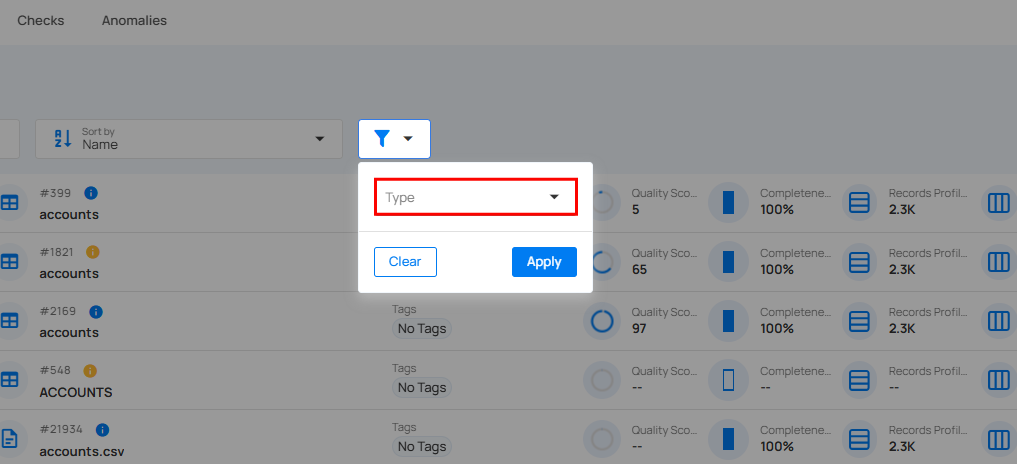 Checks Anomalies
Sort by
Name
Type
Clear Apply
#399
accounts
Quality Sco...
5
Completene...
100%
Records Profil...
2.3K
#1821
accounts
65
Completene...
100%
Records Profil...
2.3K
#2169
accounts
Tags
No Tags
Quality Sco...
97
Completene...
100%
Records Profil...
2.3K
#548
ACCOUNTS
Tags
No Tags
Quality Sco...
--
Completene...
--
Records Profil...
--
#21934
accounts.csv
Tags
No Tags
Quality Sco...
--
Completene...
100%
Records Profil...
2.3K